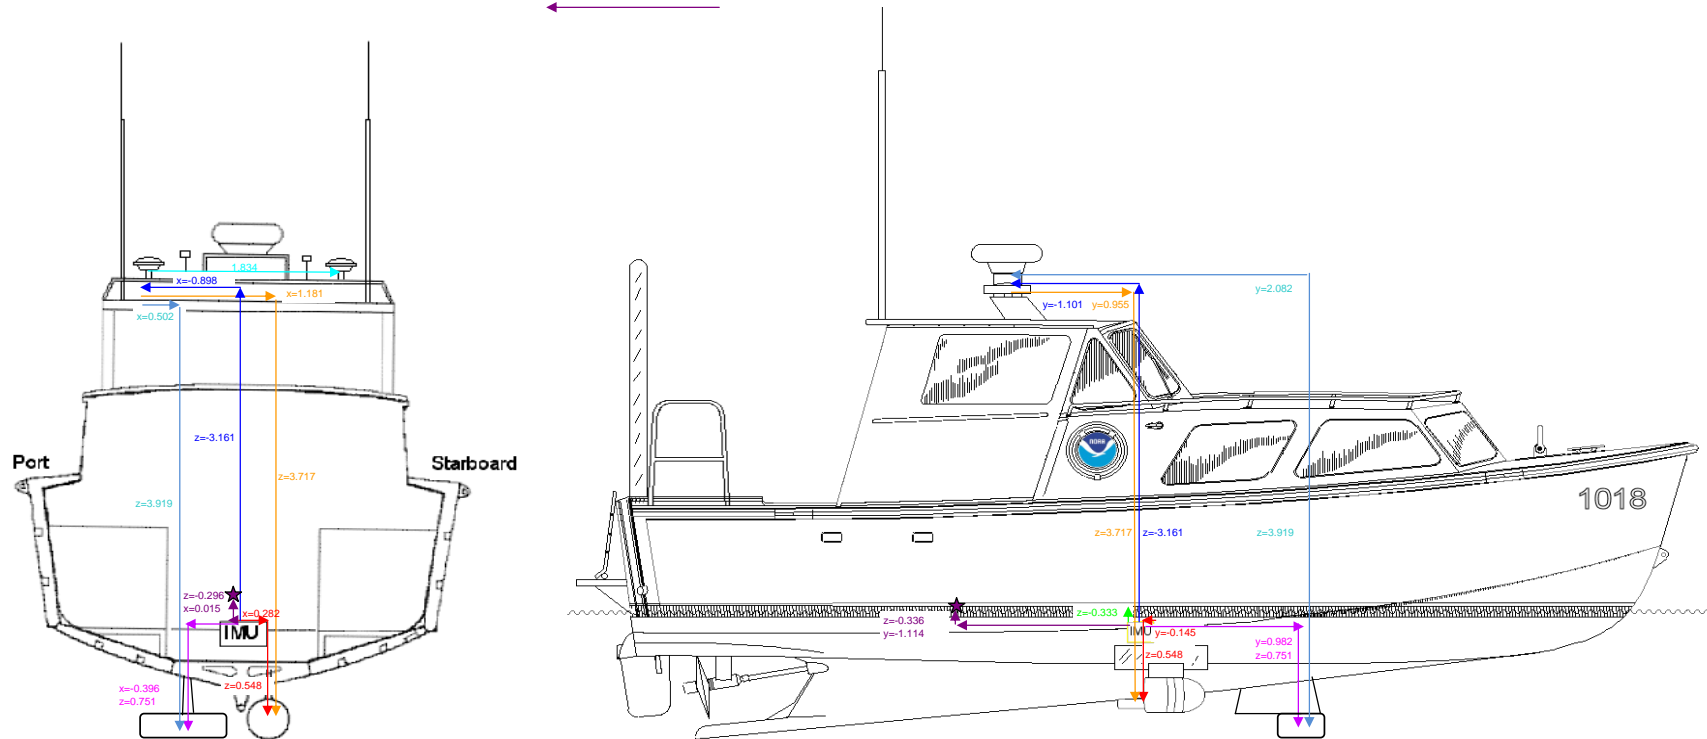 1.834
x=-0.898
x=1.181
x=0.502
z=-3.161
Port
Starboard
z=3.717
z=3.919
z=-0.296
x=0.015
x=0.282
IMU
x=-0.396
z=0.751
z=0.548
y=2.082
y=-1.101
y=0.955
NOAA
1018
z=3.717
z=-3.161
z=3.919
z=-0.333
z=-0.336
y=-1.114
IMU
y=-0.145
y=0.982
z=0.751
z=0.548